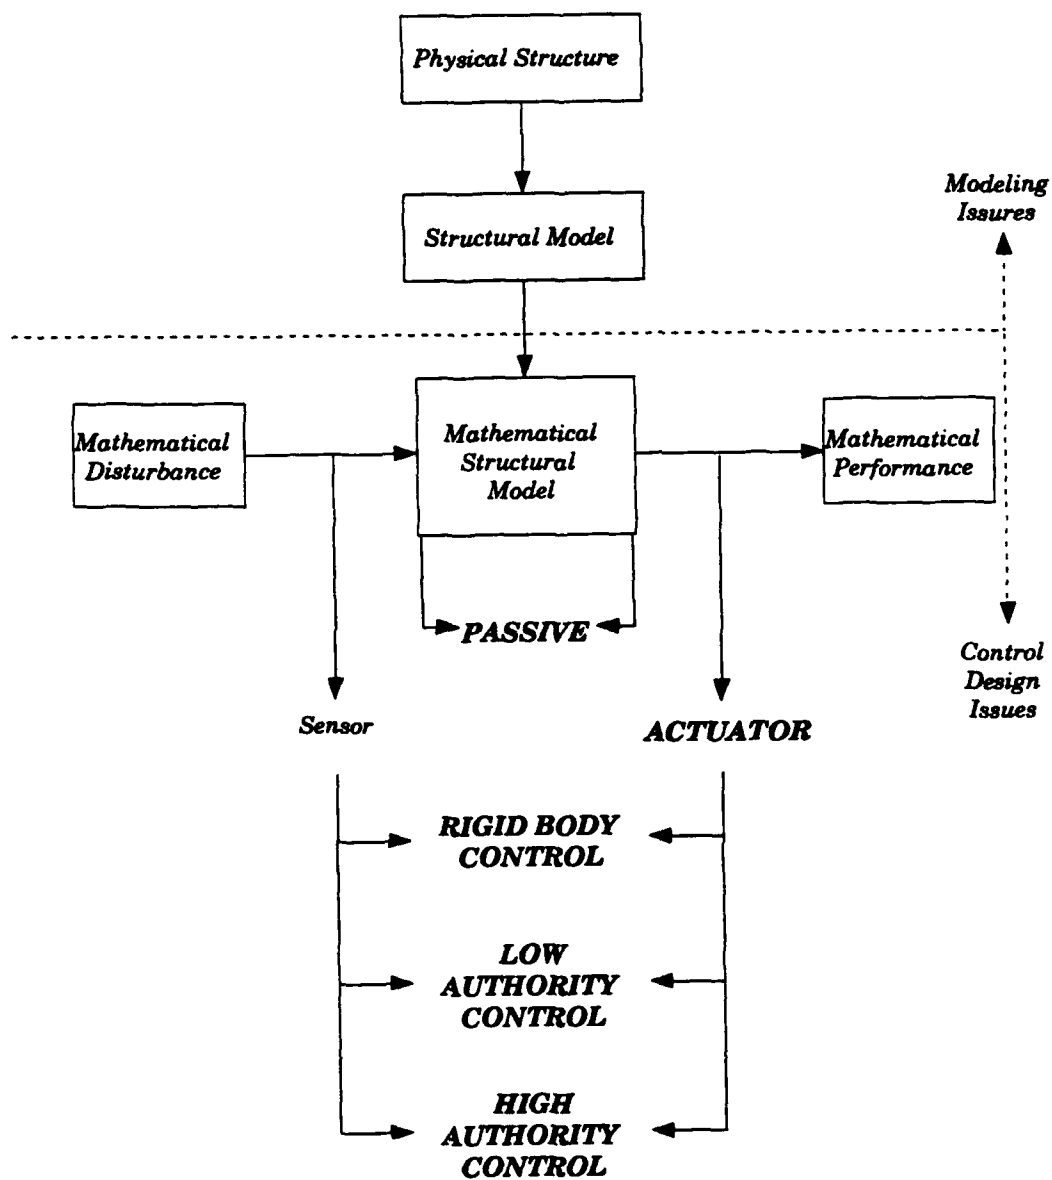 Physical Structure
Modeling
Issures
Structural Model
Mathematical
Disturbance
Mathematical
Structural
Model
Mathematical
Performance
PASSIVE
Control
Design
Issues
Sensor
ACTUATOR
RIGID BODY
CONTROL
LOW
AUTHORITY
CONTROL
HIGH
AUTHORITY
CONTROL